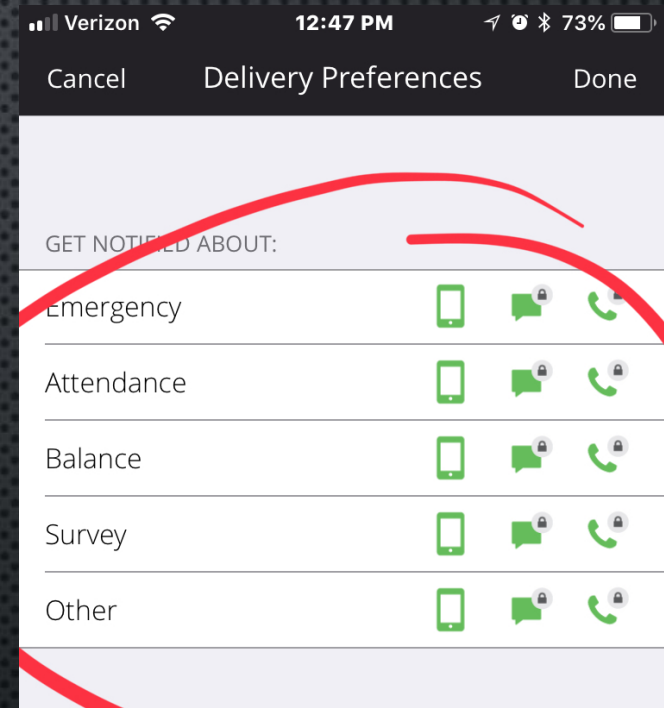 Verizon 12:47 PM 73%
Cancel Delivery Preferences Done
GET NOTIFIED ABOUT:
Emergency
Attendance
Balance
Survey
Other